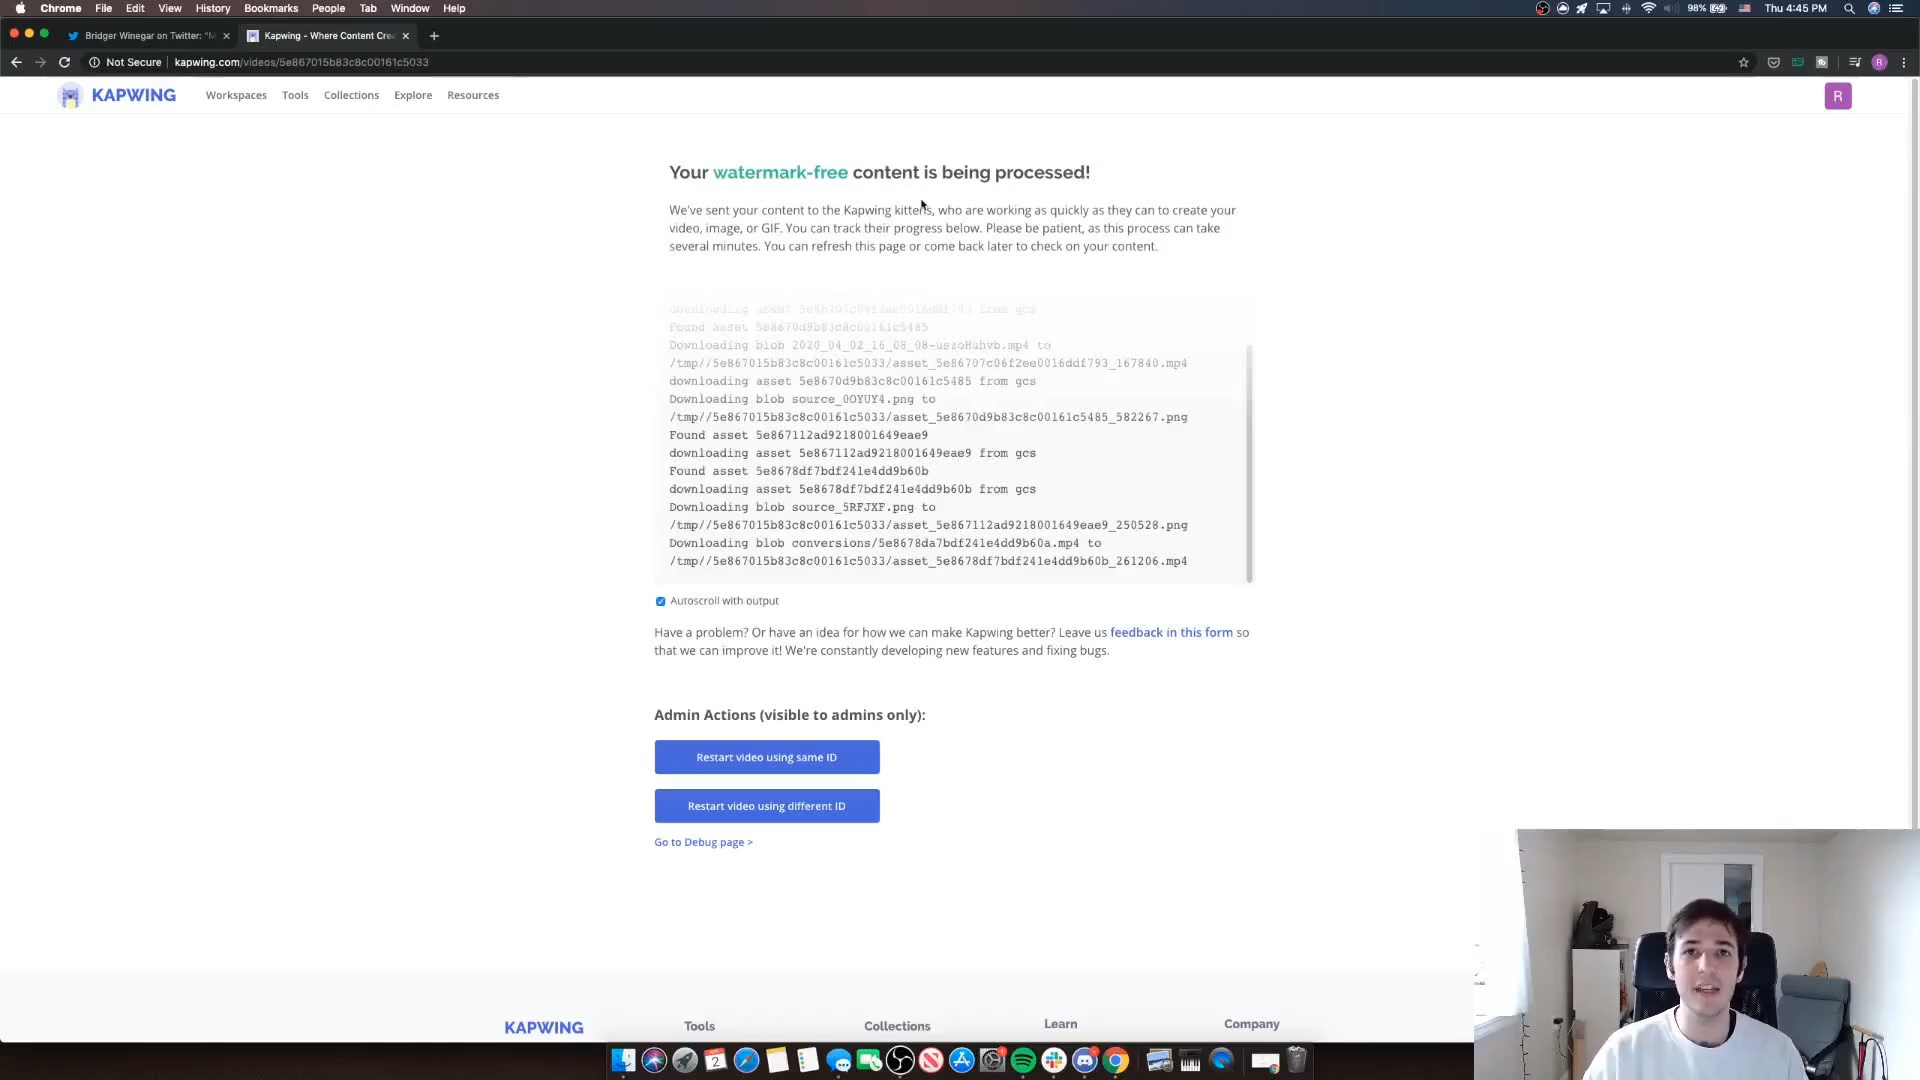 Chrome File Edit View History Bookmarks People Tab Window Help
98% Thu 4:45 PM
Bridger Winegar on Twitter: "M
Kapwing - Where Content Crea
Not Secure kapwing.com/videos/5e867015b83c8c00161c5033
R
KAPWING Workspaces Tools Collections Explore Resources
R
Your watermark-free content is being processed!
We've sent your content to the Kapwing kittens, who are working as quickly as they can to create your
video, image, or GIF. You can track their progress below. Please be patient, as this process can take
several minutes. You can refresh this page or come back later to check on your content.
Found asset 5e8670d9b83c8c00161c5485
Downloading blob 2020_04_02_16_08_08-uszoHuhvb.mp4 to
/tmp//5e867015b83c8c00161c5033/asset_5e86707c06f2ee0016ddf793_167840.mp4
downloading asset 5e8670d9b83c8c00161c5485 from gcs
Downloading blob source_0OYUY4.png to
/tmp//5e867015b83c8c00161c5033/asset_5e8670d9b83c8c00161c5485_582267.png
Found asset 5e867112ad9218001649eae9
downloading asset 5e867112ad9218001649eae9 from gcs
Found asset 5e8678df7bdf241e4dd9b60b
downloading asset 5e8678df7bdf241e4dd9b60b from gcs
Downloading blob source_5RFJXF.png to
/tmp//5e867015b83c8c00161c5033/asset_5e867112ad9218001649eae9_250528.png
Downloading blob conversions/5e8678da7bdf241e4dd9b60a.mp4 to
/tmp//5e867015b83c8c00161c5033/asset_5e8678df7bdf241e4dd9b60b_261206.mp4
Autoscroll with output
Have a problem? Or have an idea for how we can make Kapwing better? Leave us feedback in this form so
that we can improve it! We're constantly developing new features and fixing bugs.
Admin Actions (visible to admins only):
Restart video using same ID
Restart video using different ID
Go to Debug page >
KAPWING Tools Collections Learn Company
2